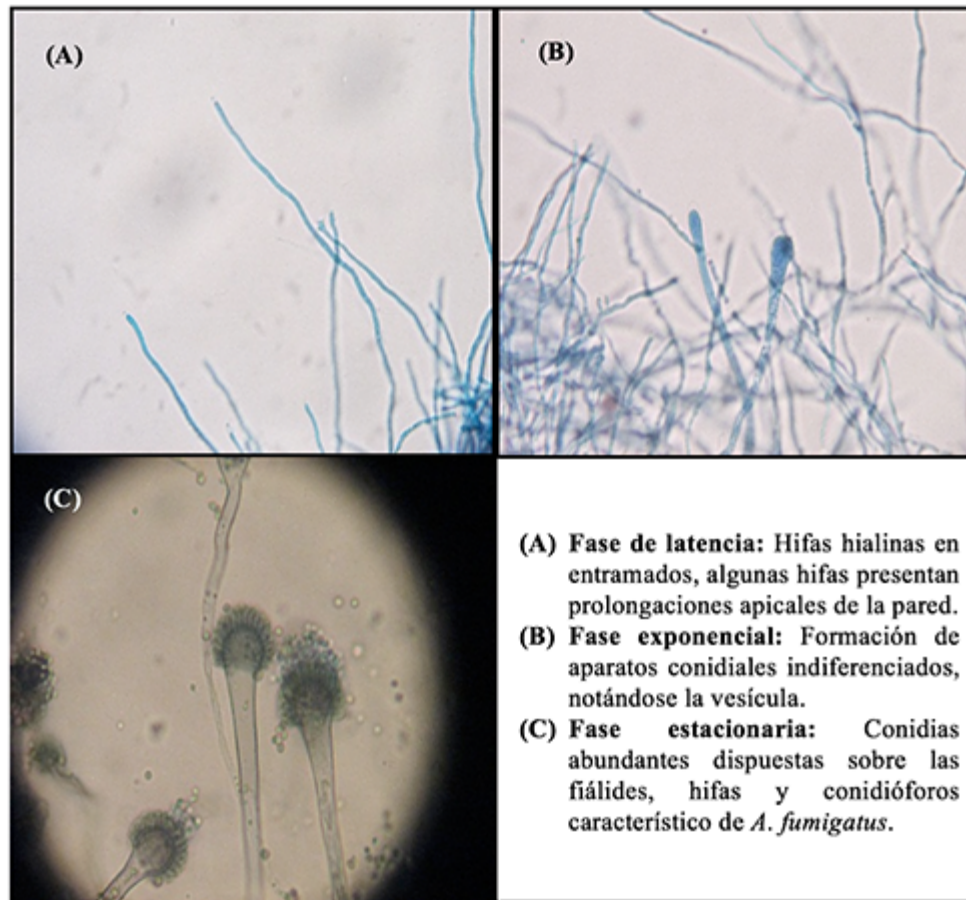 (A)
(B)
(C)
(A) Fase de latencia: Hifas hialinas en
entramados, algunas hifas presentan
prolongaciones apicales de la pared.
(B) Fase exponencial: Formación de
aparatos conidiales indiferenciados,
notándose la vesícula.
(C) Fase estacionaria: Conidias
abundantes dispuestas sobre las
fiálides, hifas y conidióforos
característico de A. fumigatus.